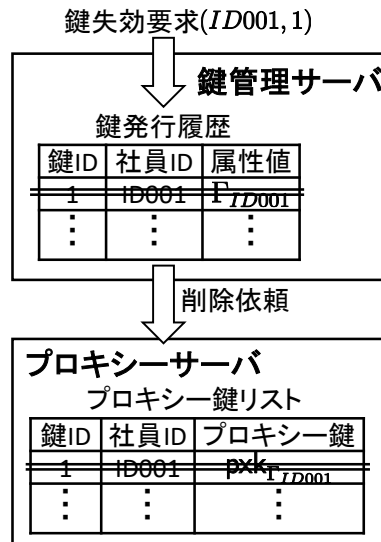 鍵失効要求(ID001, 1)
鍵管理サーバ
鍵発行履歴
鍵ID 社員ID 属性値
1 ID001 Γ_ID001
⋮ ⋮ ⋮
削除依頼
プロキシーサーバ
プロキシー鍵リスト
鍵ID 社員ID プロキシー鍵
1 ID001 pxk_Γ_ID001
⋮ ⋮ ⋮